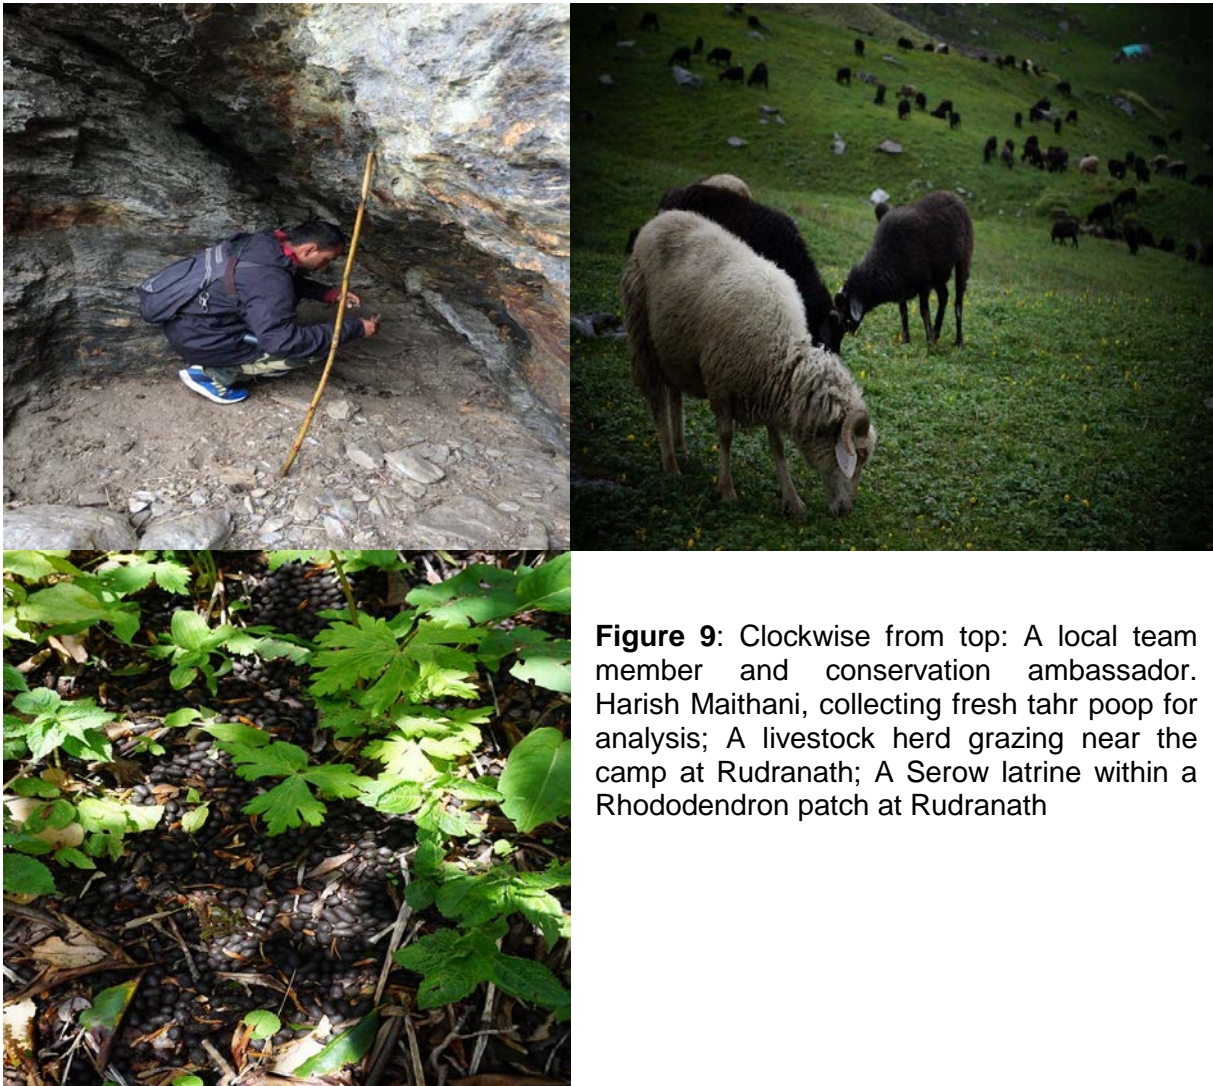 Figure 9: Clockwise from top: A local team
member and conservation ambassador.
Harish Maithani, collecting fresh tahr poop for
analysis; A livestock herd grazing near the
camp at Rudranath; A Serow latrine within a
Rhododendron patch at Rudranath